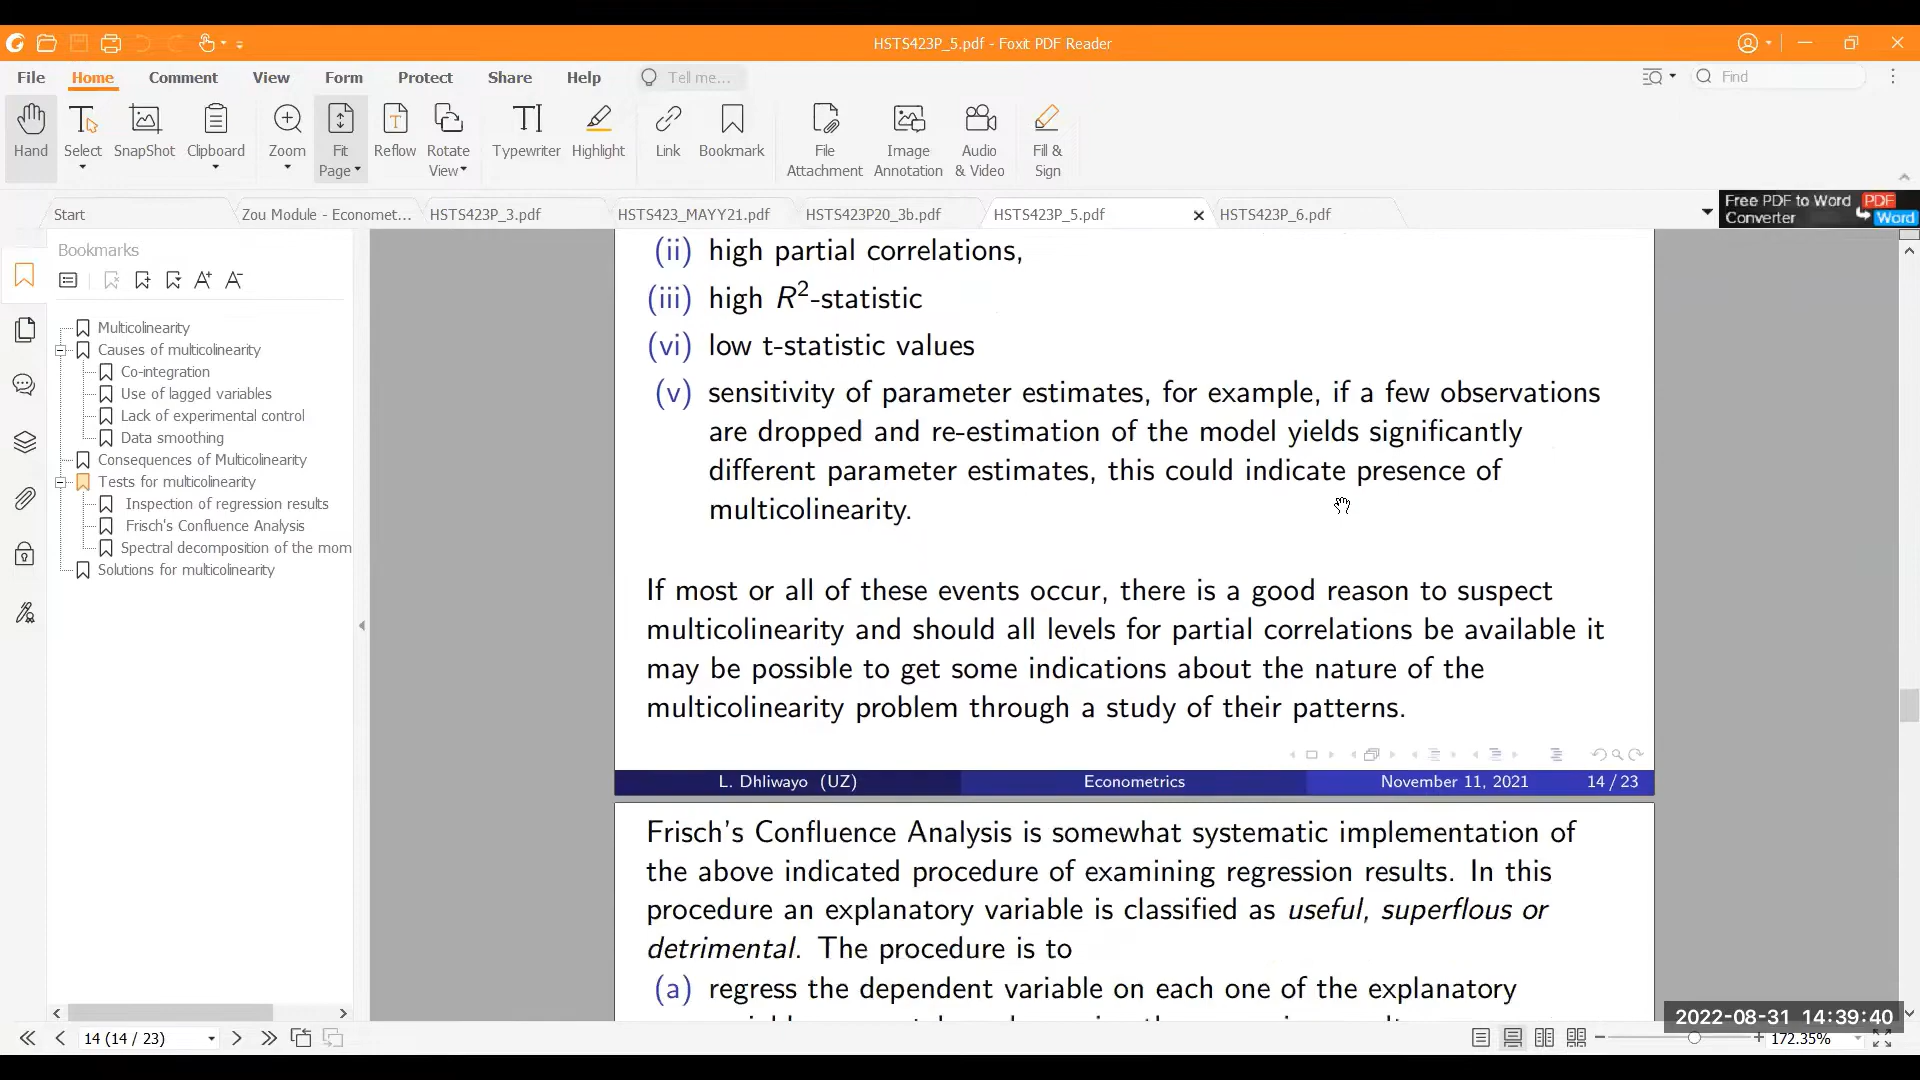 HSTS423P_5.pdf - Foxit PDF Reader
File Home Comment View Form Protect Share Help Tell me... Find
Hand Select SnapShot Clipboard Zoom Fit Page Reflow Rotate View Typewriter Highlight Link Bookmark File Attachment Image Annotation Audio & Video Fill & Sign
Start Zou Module - Economet... HSTS423P_3.pdf HSTS423_MAYY21.pdf HSTS423P20_3b.pdf HSTS423P_5.pdf HSTS423P_6.pdf
Free PDF to Word Converter PDF Word
Bookmarks
Multicolinearity
Causes of multicolinearity
Co-integration
Use of lagged variables
Lack of experimental control
Data smoothing
Consequences of Multicolinearity
Tests for multicolinearity
Inspection of regression results
Frisch's Confluence Analysis
Spectral decomposition of the mom
Solutions for multicolinearity
(ii) high partial correlations,
(iii) high R²-statistic
(vi) low t-statistic values
(v) sensitivity of parameter estimates, for example, if a few observations
are dropped and re-estimation of the model yields significantly
different parameter estimates, this could indicate presence of
multicolinearity.
If most or all of these events occur, there is a good reason to suspect
multicolinearity and should all levels for partial correlations be available it
may be possible to get some indications about the nature of the
multicolinearity problem through a study of their patterns.
L. Dhliwayo (UZ) Econometrics November 11, 2021 14 / 23
Frisch's Confluence Analysis is somewhat systematic implementation of
the above indicated procedure of examining regression results. In this
procedure an explanatory variable is classified as useful, superflous or
detrimental. The procedure is to
(a) regress the dependent variable on each one of the explanatory
2022-08-31 14:39:40
14 (14 / 23) 172.35%